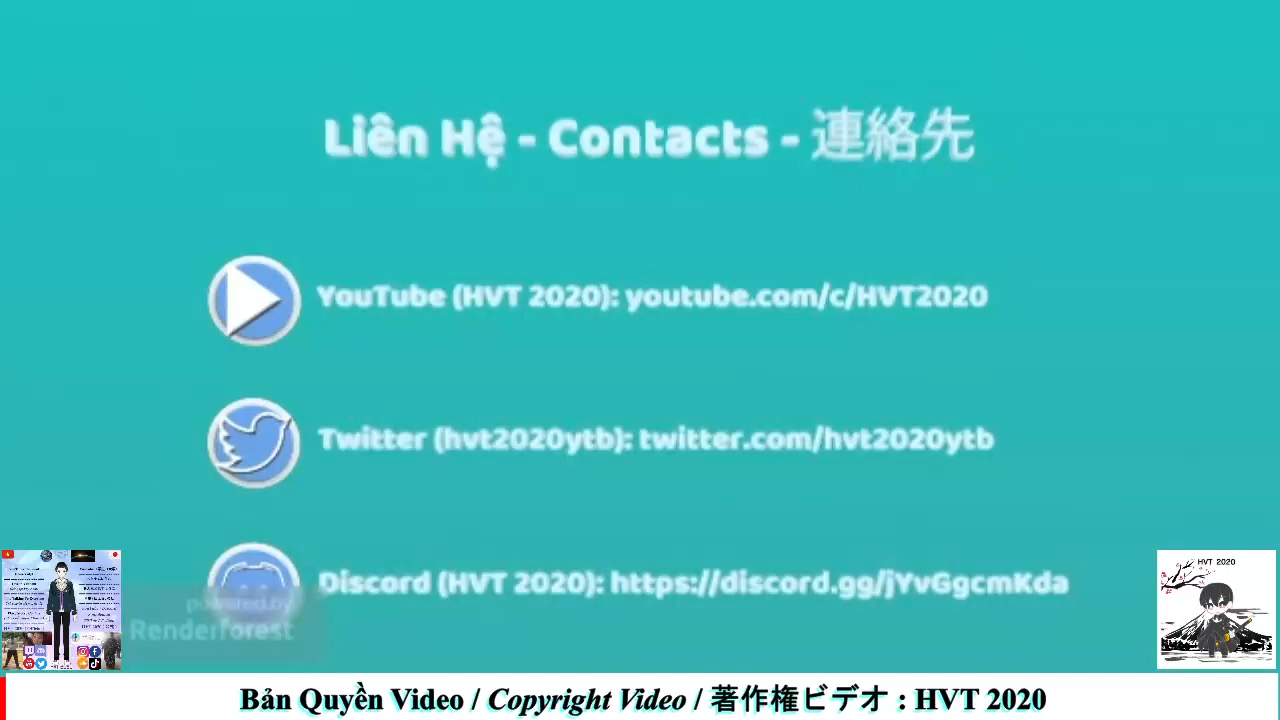 Liên Hệ - Contacts - 連絡先
YouTube (HVT 2020): youtube.com/c/HVT2020
Twitter (hvt2020ytb): twitter.com/hvt2020ytb
Discord (HVT 2020): https://discord.gg/jYvGgcmKda
powered by
Renderforest
HVT 2020
Bản Quyền Video / Copyright Video / 著作権ビデオ : HVT 2020